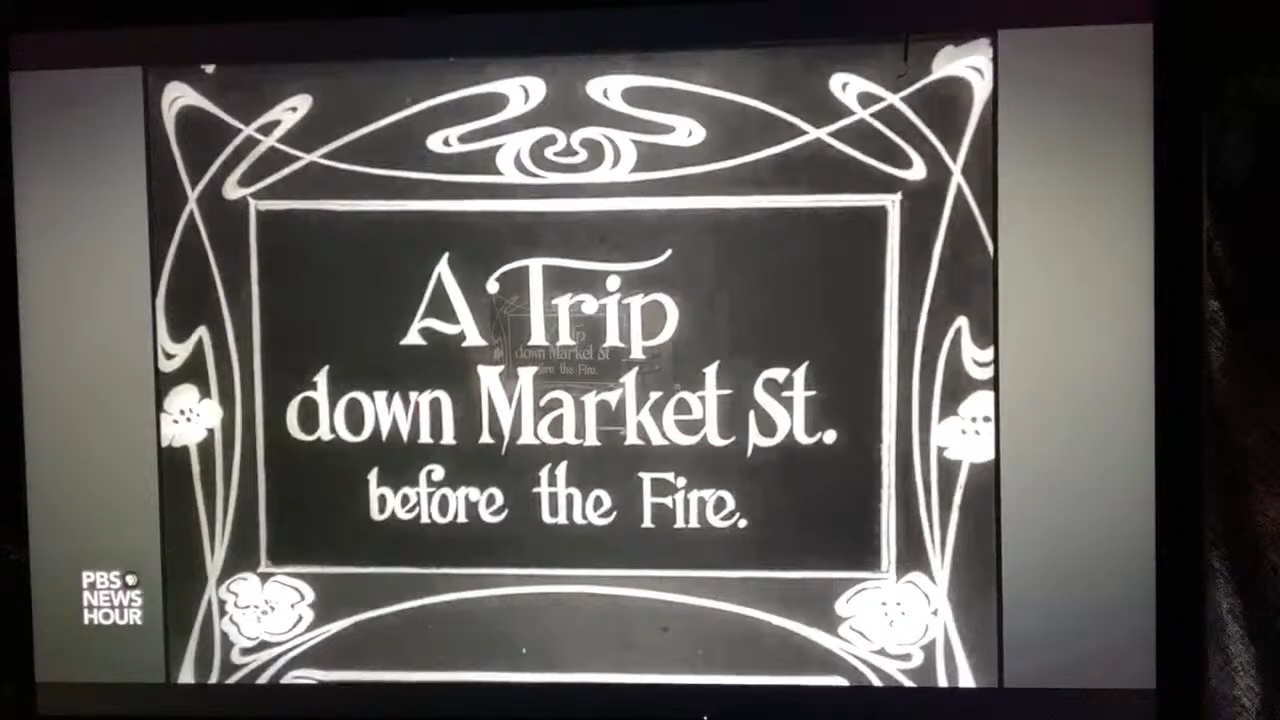 A Trip
down Market St.
before the Fire.
PBS
NEWS
HOUR